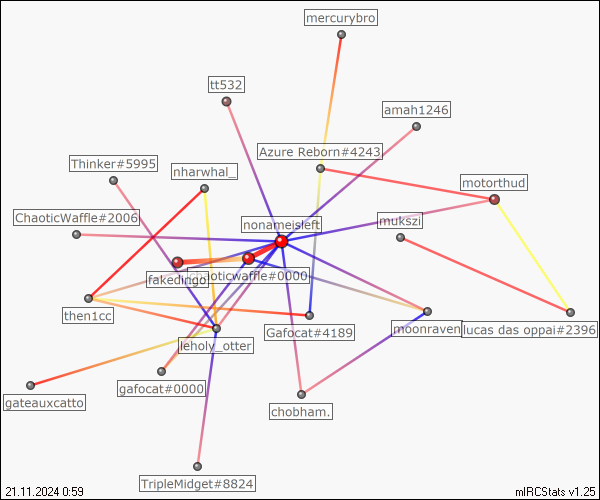 mercurybro
tt532
amah1246
Azure Reborn#4243
Thinker#5995
nharwhal_
motorthud
ChaoticWaffle#2006
nonameisleft
mukszi
fakedingo
chaoticwaffle#0000
then1cc
Gafocat#4189
monraven
lucas das oppai#2396
leholy_otter
gafocat#0000
gateauxcatto
chobham.
TripleMidget#8824
21.11.2024 0:59
mIRCStats v1.25